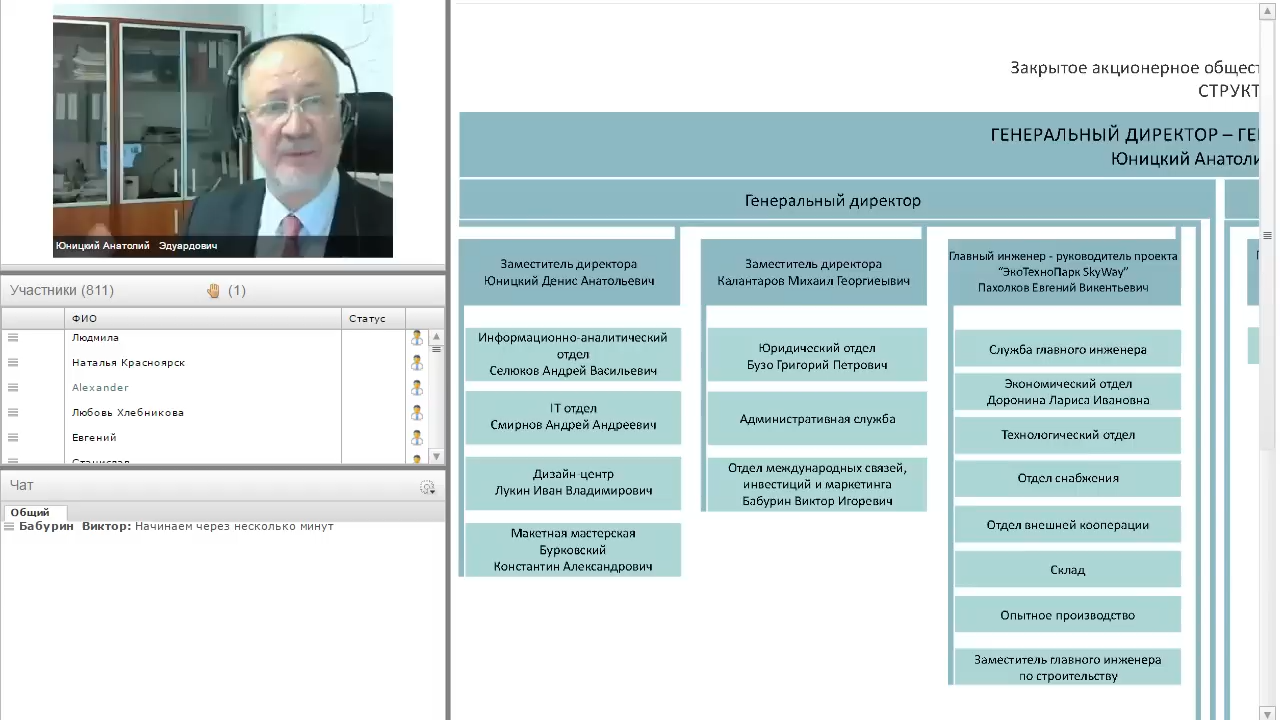 Юницкий Анатолий Эдуардович
Участники (811)
(1)
ФИО
Статус
Людмила
Наталья Красноярск
Alexander
Любовь Хлебникова
Евгений
Чат
Общий
Бабурин Виктор: Начинаем через несколько минут
Закрытое акционерное общест
СТРУКТ
ГЕНЕРАЛЬНЫЙ ДИРЕКТОР – ГЕ
Юницкий Анатоли
Генеральный директор
Заместитель директора
Юницкий Денис Анатольевич
Информационно-аналитический
отдел
Селюков Андрей Васильевич
IT отдел
Смирнов Андрей Андреевич
Дизайн-центр
Лукин Иван Владимирович
Макетная мастерская
Бурковский
Константин Александрович
Заместитель директора
Калантаров Михаил Георгиеывич
Юридический отдел
Бузо Григорий Петрович
Административная служба
Отдел международных связей,
инвестиций и маркетинга
Бабурин Виктор Игоревич
Главный инженер - руководитель проекта
“ЭкоТехноПарк SkyWay”
Пахолков Евгений Викентьевич
Служба главного инженера
Экономический отдел
Доронина Лариса Ивановна
Технологический отдел
Отдел снабжения
Отдел внешней кооперации
Склад
Опытное производство
Заместитель главного инженера
по строительству